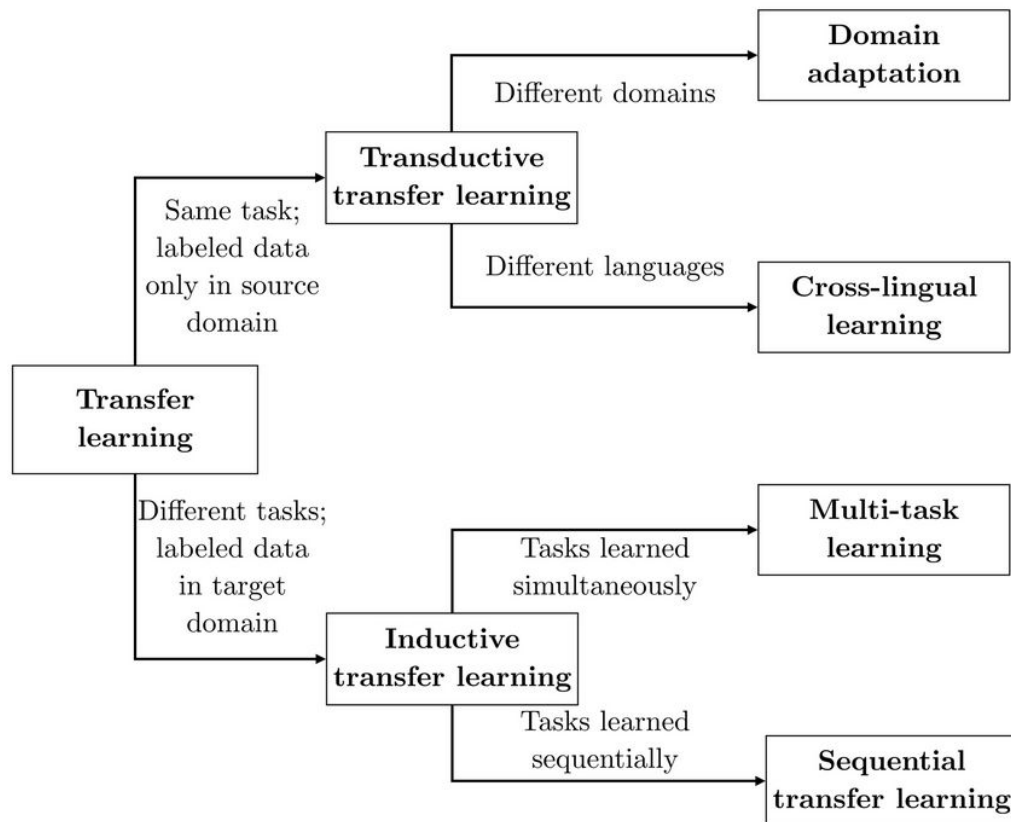 Domain
adaptation
Different domains
Transductive
transfer learning
Same task;
labeled data
only in source
domain
Different languages
Cross-lingual
learning
Transfer
learning
Different tasks;
labeled data
in target
domain
Multi-task
learning
Tasks learned
simultaneously
Inductive
transfer learning
Tasks learned
sequentially
Sequential
transfer learning